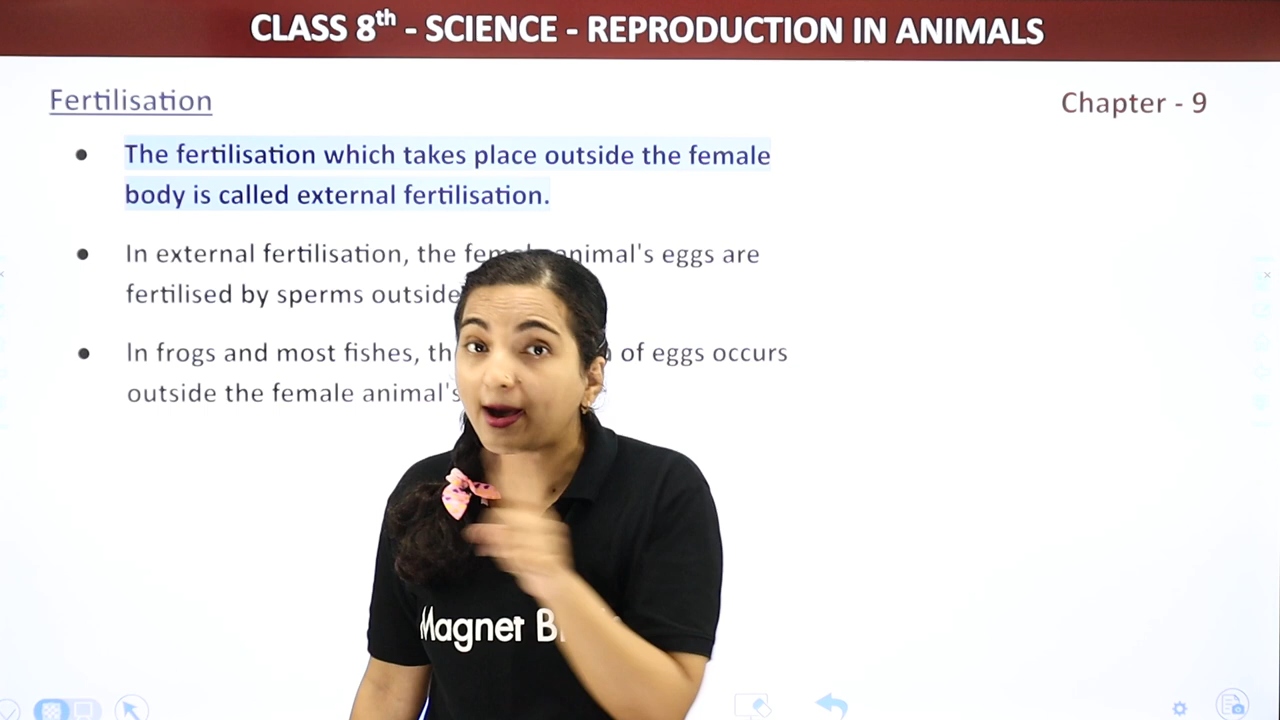 CLASS 8th - SCIENCE - REPRODUCTION IN ANIMALS
Fertilisation
Chapter - 9
● The fertilisation which takes place outside the female
body is called external fertilisation.
● In external fertilisation, the female animal's eggs are
fertilised by sperms outside
● In frogs and most fishes, of eggs occurs
outside the female animal's
Magnet